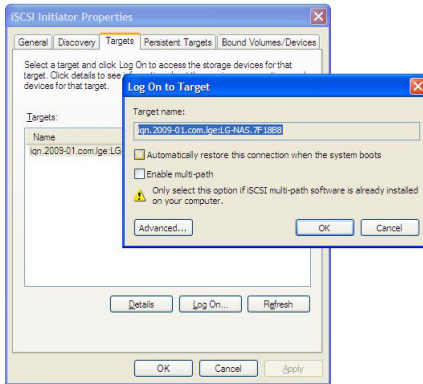 iSCSI Initiator Properties
General Discovery Targets Persistent Targets Bound Volumes/Devices
Select a target and click Log On to access the storage devices for that
target. Click details to see
devices for that target.
Targets:
Name
iqn.2009-01.com.lge:LG
Log On to Target
Target name:
iqn.2009-01.com.lge:LG-NAS.7F18B8
Automatically restore this connection when the system boots
Enable multi-path
Only select this option if iSCSI multi-path software is already installed
on your computer.
Advanced... OK Cancel
Details Log On... Refresh
OK Cancel Apply